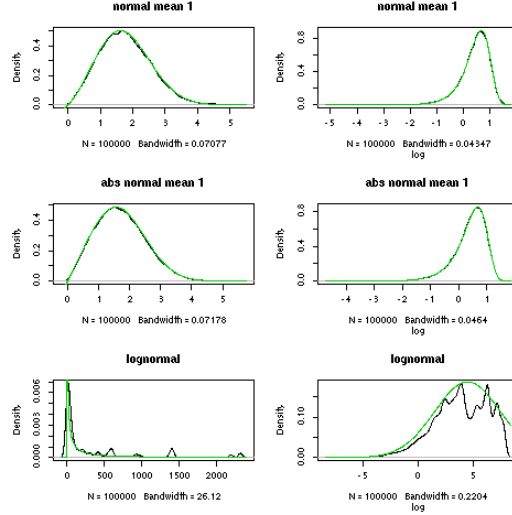 normal mean 1
normal mean 1
Density
0.0 0.2 0.4
0 1 2 3 4 5
N = 100000 Bandwidth = 0.07077
Density
0.0 0.4 0.8
-5 -4 -3 -2 -1 0 1
N = 100000 Bandwidth = 0.04347
log
abs normal mean 1
abs normal mean 1
Density
0.0 0.2 0.4
0 1 2 3 4 5
N = 100000 Bandwidth = 0.07178
Density
0.0 0.4 0.8
-4 -3 -2 -1 0 1
N = 100000 Bandwidth = 0.0464
log
lognormal
lognormal
Density
0.000 0.003 0.006
0 500 1000 1500 2000
N = 100000 Bandwidth = 26.12
Density
0.00 0.10
-5 0 5
N = 100000 Bandwidth = 0.2204
log